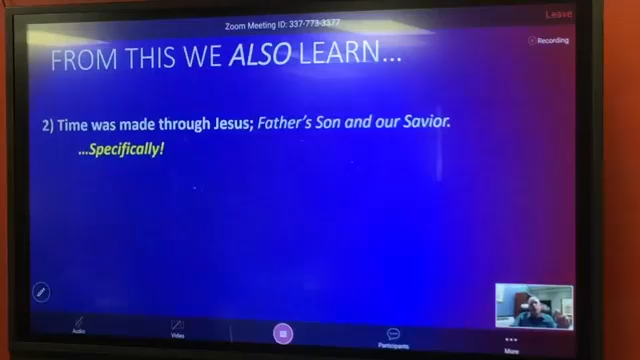 Zoom Meeting ID: 337-773-3377
Leave
Recording
FROM THIS WE ALSO LEARN...
2) Time was made through Jesus; Father's Son and our Savior.
...Specifically!
Audio
Video
Participants
More